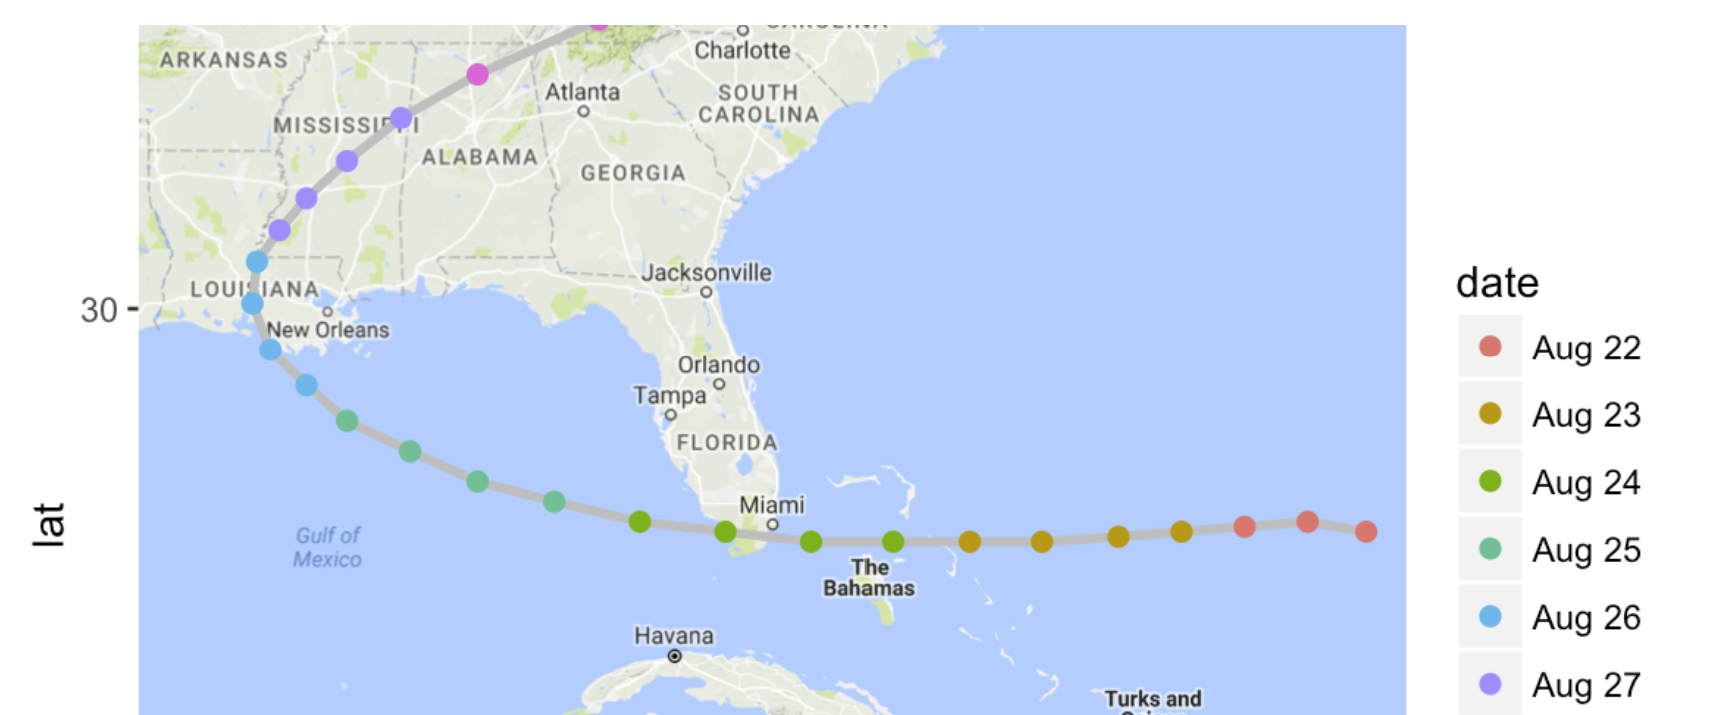 CAROLINA
Charlotte
ARKANSAS
Atlanta
SOUTH
CAROLINA
MISSISSIPPI
ALABAMA
GEORGIA
Jacksonville
LOUISIANA
30
New Orleans
Orlando
Tampa
FLORIDA
Miami
Gulf of
Mexico
The
Bahamas
Havana
Turks and
lat
date
Aug 22
Aug 23
Aug 24
Aug 25
Aug 26
Aug 27